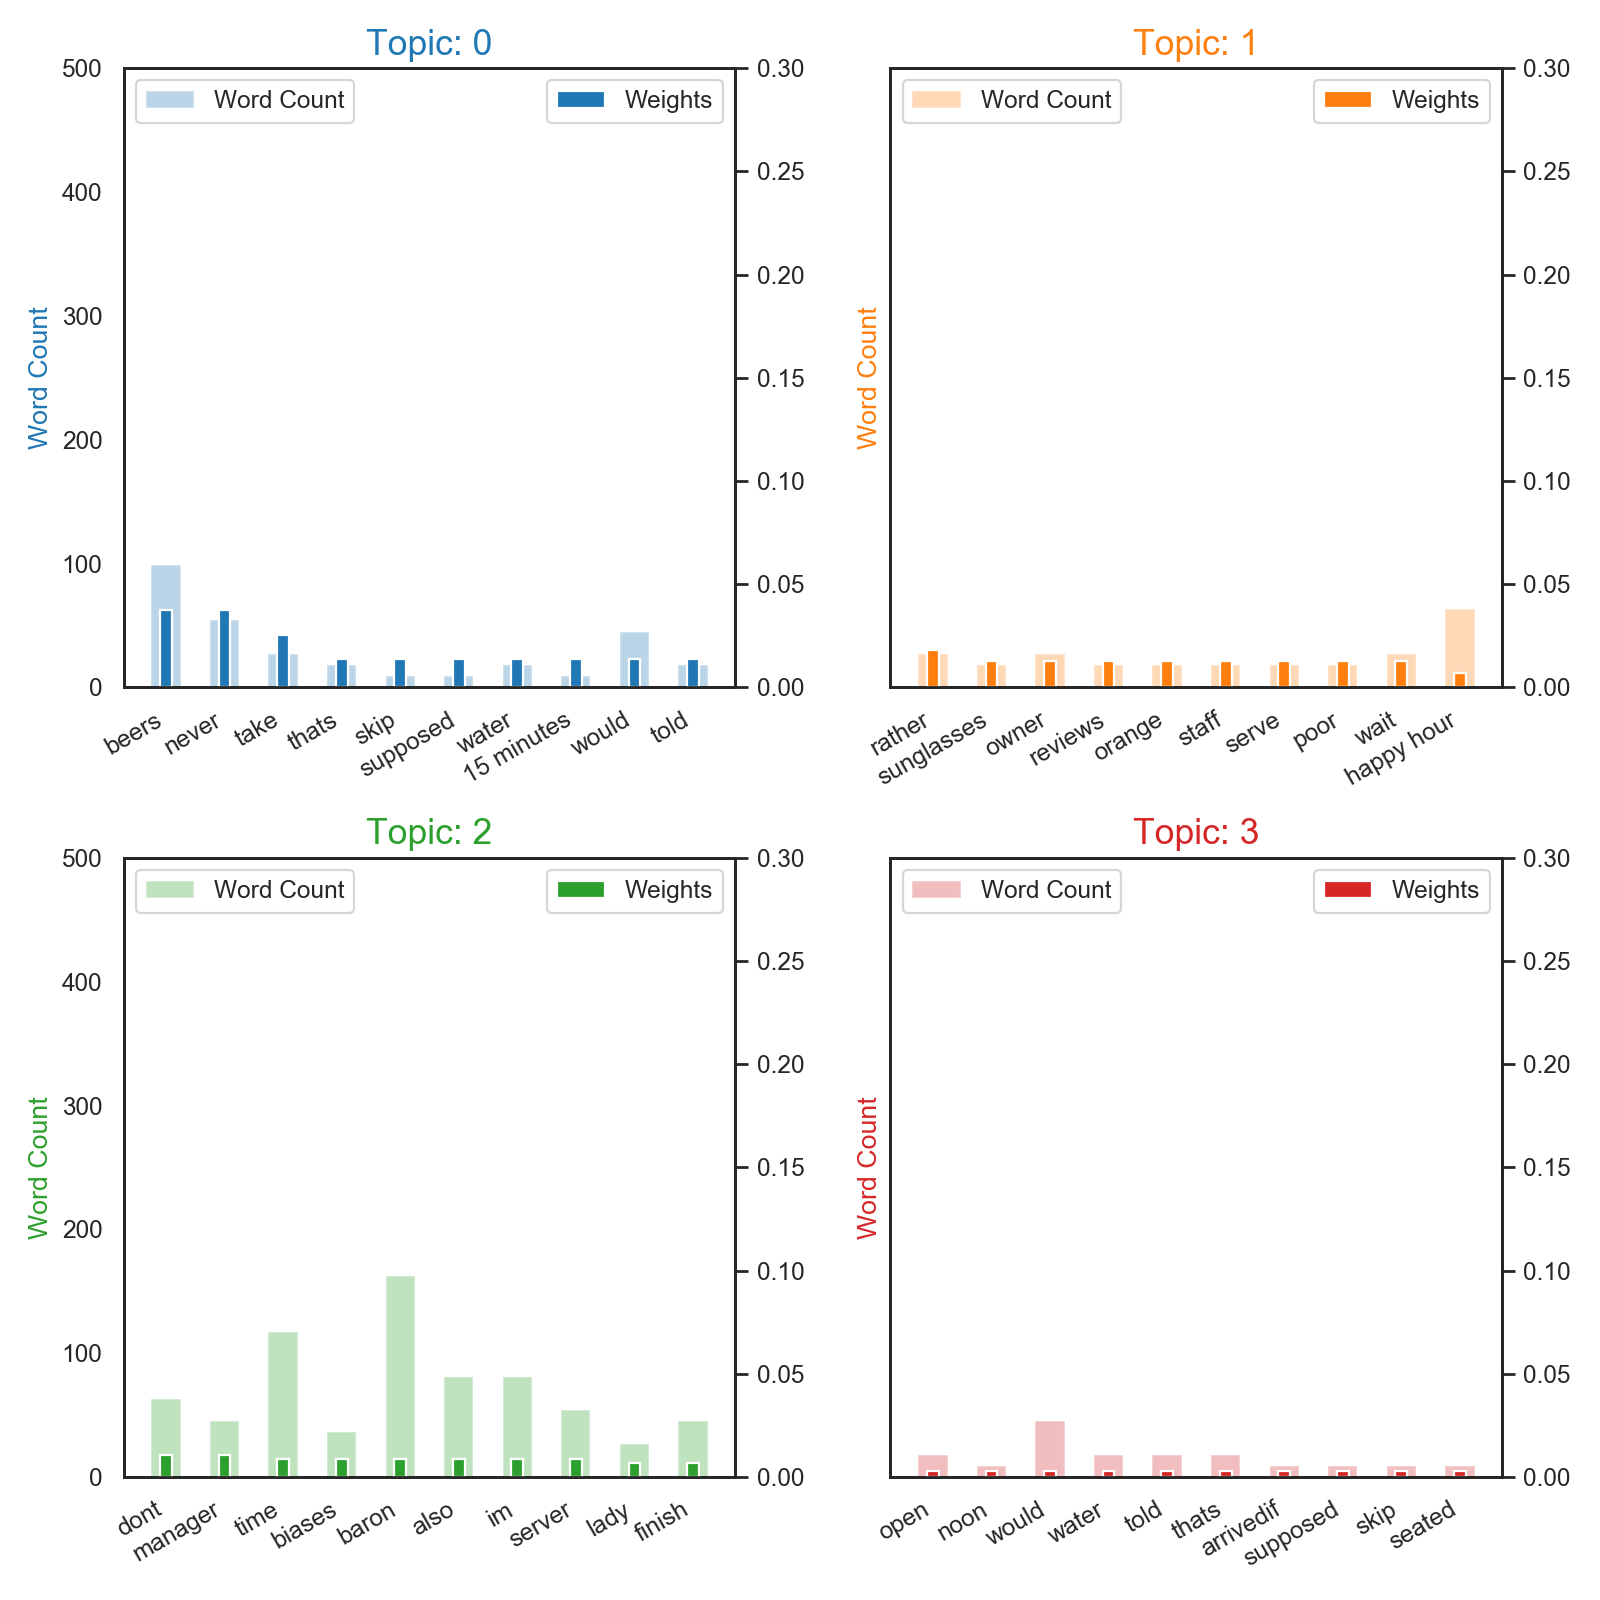 Topic: 0
Word Count
Weights
500
400
300
200
100
0
0.30
0.25
0.20
0.15
0.10
0.05
0.00
Word Count
beers
never
take
thats
skip
supposed
water
15 minutes
would
told
Topic: 1
Word Count
Weights
0.30
0.25
0.20
0.15
0.10
0.05
0.00
Word Count
rather
sunglasses
owner
reviews
orange
staff
serve
poor
wait
happy hour
Topic: 2
Word Count
Weights
500
400
300
200
100
0
0.30
0.25
0.20
0.15
0.10
0.05
0.00
Word Count
dont
manager
time
biases
baron
also
im
server
lady
finish
Topic: 3
Word Count
Weights
0.30
0.25
0.20
0.15
0.10
0.05
0.00
Word Count
open
noon
would
water
told
thats
arrivedif
supposed
skip
seated